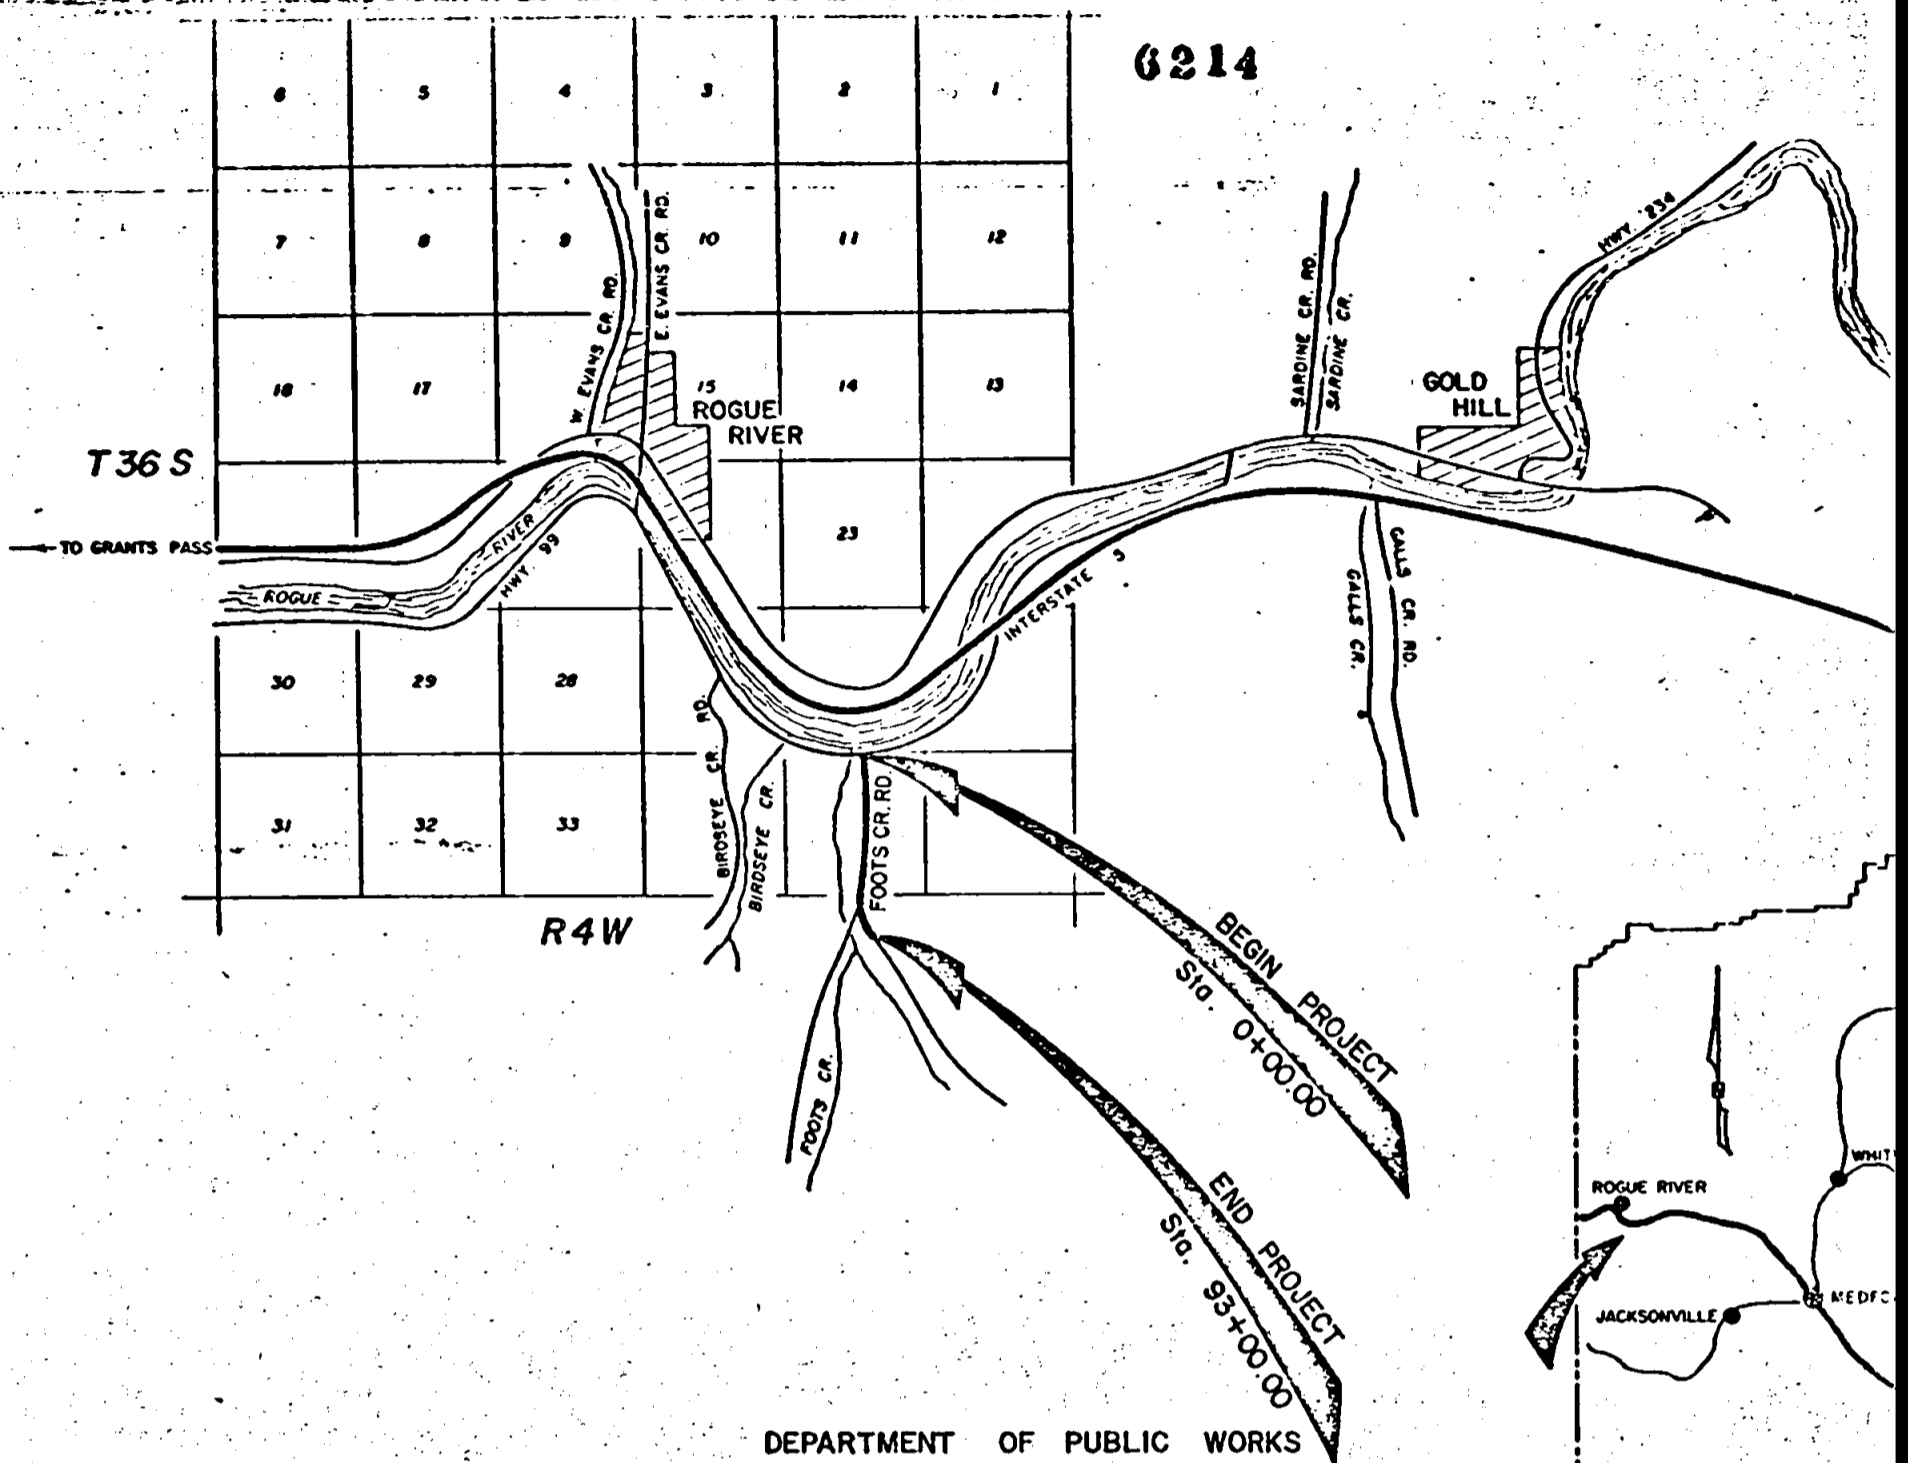 6214
6 5 4 3 2 1
7 8 9 10 11 12
18 17 15 14 13
W. EVANS CR. RD.
E. EVANS CR. RD.
ROGUE
RIVER
SARDINE CR. RD.
SARDINE CR.
GOLD
HILL
HWY. 234
T36S
TO GRANTS PASS
ROGUE
RIVER
HWY. 99
23
INTERSTATE 5
GALLS CR. RD.
GALLS CR.
30 29 28
31 32 33
BIRDSEYE CR. RD.
BIRDSEYE CR.
FOOTS CR. RD.
R4W
FOOTS CR.
BEGIN PROJECT
Sta. 0+00.00
END PROJECT
Sta. 93+00.00
WHIT
ROGUE RIVER
MEDFO
JACKSONVILLE
DEPARTMENT OF PUBLIC WORKS